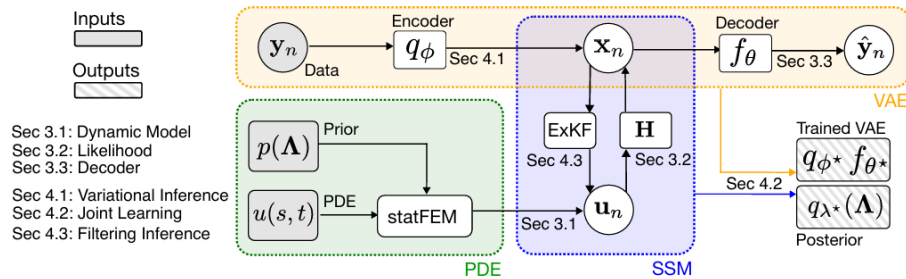 Inputs
Outputs
Sec 3.1: Dynamic Model
Sec 3.2: Likelihood
Sec 3.3: Decoder
Sec 4.1: Variational Inference
Sec 4.2: Joint Learning
Sec 4.3: Filtering Inference
Encoder
Decoder
y_n
q_ϕ
x_n
f_θ
ŷ_n
Data
Sec 4.1
Sec 3.3
VAE
Prior
p(Λ)
ExKF
H
Sec 4.3
Sec 3.2
PDE
u(s, t)
statFEM
Sec 3.1
u_n
PDE
SSM
Trained VAE
q_ϕ⋆ f_θ⋆
Sec 4.2
q_λ⋆(Λ)
Posterior